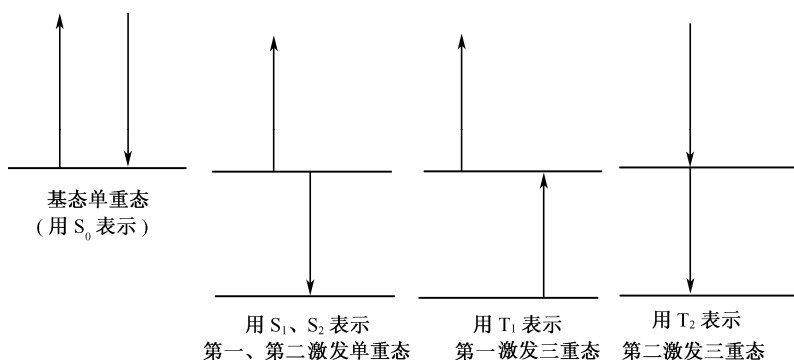 基态单重态
(用 S₀ 表示)
用 S₁、S₂ 表示
第一、第二激发单重态
用 T₁ 表示
第一激发三重态
用 T₂ 表示
第二激发三重态